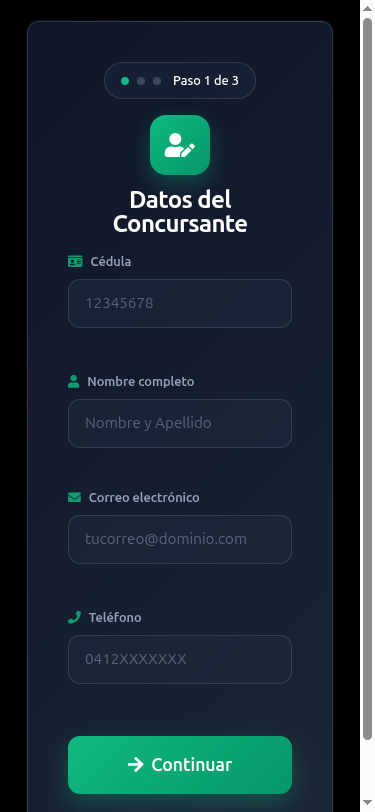 Paso 1 de 3
Datos del
Concursante
Cédula
12345678
Nombre completo
Nombre y Apellido
Correo electrónico
tucorreo@dominio.com
Teléfono
0412XXXXXXX
Continuar